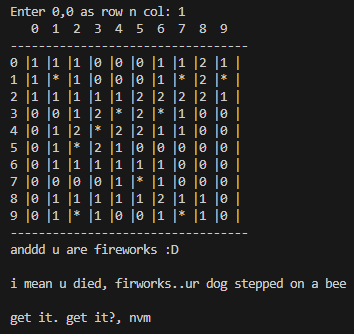 Enter 0,0 as row n col: 1
0 1 2 3 4 5 6 7 8 9
----------------------------------
0 |1 |1 |1 |0 |0 |0 |1 |1 |2 |1 |
1 |1 |* |1 |0 |0 |0 |1 |* |2 |* |
2 |1 |1 |1 |1 |1 |2 |2 |2 |2 |1 |
3 |0 |0 |1 |2 |* |2 |* |1 |0 |0 |
4 |0 |1 |2 |* |2 |2 |1 |1 |0 |0 |
5 |0 |1 |* |2 |1 |0 |0 |0 |0 |0 |
6 |0 |1 |1 |1 |1 |1 |1 |0 |0 |0 |
7 |0 |0 |0 |0 |1 |* |1 |0 |0 |0 |
8 |0 |1 |1 |1 |1 |1 |2 |1 |1 |0 |
9 |0 |1 |* |1 |0 |0 |1 |* |1 |0 |
----------------------------------
anddd u are fireworks :D
i mean u died, firworks..ur dog stepped on a bee
get it. get it?, nvm